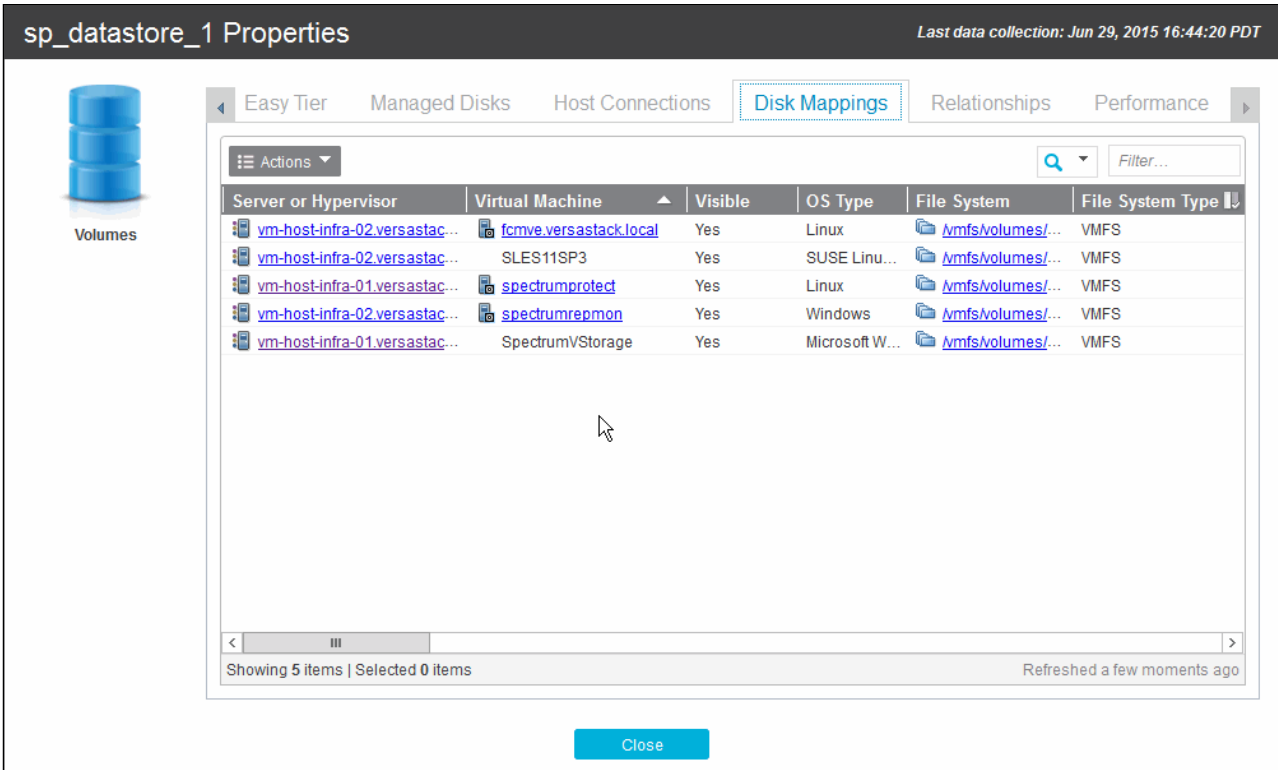 sp_datastore_1 Properties Last data collection: Jun 29, 2015 16:44:20 PDT
Easy Tier Managed Disks Host Connections Disk Mappings Relationships Performance
Actions Filter...
Server or Hypervisor Virtual Machine Visible OS Type File System File System Type
Volumes
vm-host-infra-02.versastac... fcmve.versastack.local Yes Linux /vmfs/volumes/... VMFS
vm-host-infra-02.versastac... SLES11SP3 Yes SUSE Linu... /vmfs/volumes/... VMFS
vm-host-infra-01.versastac... spectrumprotect Yes Linux /vmfs/volumes/... VMFS
vm-host-infra-02.versastac... spectrumrepmon Yes Windows /vmfs/volumes/... VMFS
vm-host-infra-01.versastac... SpectrumVStorage Yes Microsoft W... /vmfs/volumes/... VMFS
Showing 5 items | Selected 0 items Refreshed a few moments ago
Close